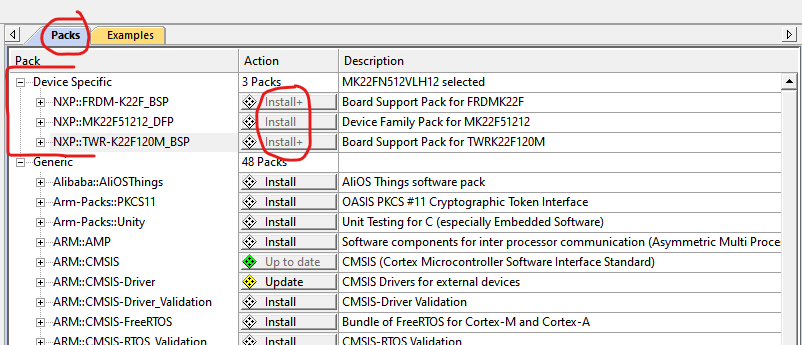 Packs Examples
Pack Action Description
Device Specific 3 Packs MK22FN512VLH12 selected
NXP::FRDM-K22F_BSP Install+ Board Support Pack for FRDMK22F
NXP::MK22F51212_DFP Install Device Family Pack for MK22F51212
NXP::TWR-K22F120M_BSP Install+ Board Support Pack for TWRK22F120M
Generic 48 Packs
Alibaba::AliOSThings Install AliOS Things software pack
Arm-Packs::PKCS11 Install OASIS PKCS #11 Cryptographic Token Interface
Arm-Packs::Unity Install Unit Testing for C (especially Embedded Software)
ARM::AMP Install Software components for inter processor communication (Asymmetric Multi Proce
ARM::CMSIS Up to date CMSIS (Cortex Microcontroller Software Interface Standard)
ARM::CMSIS-Driver Update CMSIS Drivers for external devices
ARM::CMSIS-Driver_Validation Install CMSIS-Driver Validation
ARM::CMSIS-FreeRTOS Install Bundle of FreeRTOS for Cortex-M and Cortex-A
ARM::CMSIS-RTOS_Validation Install CMSIS-RTOS Validation